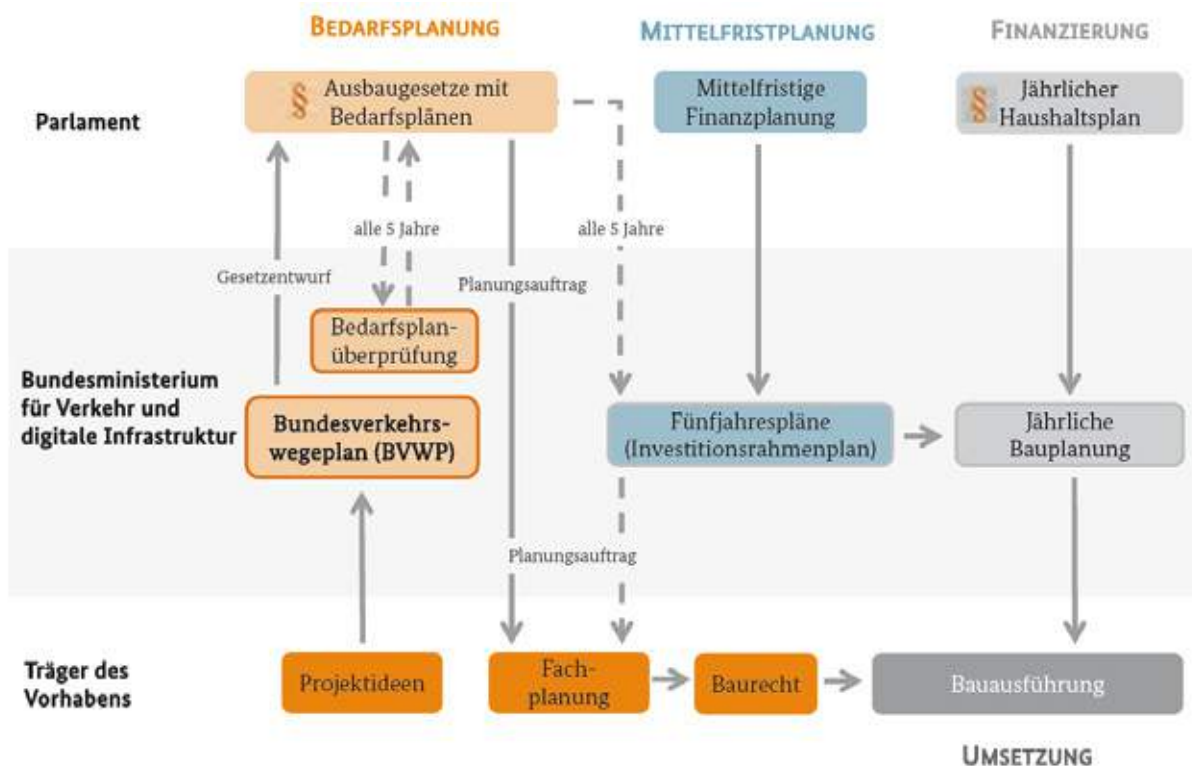 BEDARFSPLANUNG
MITTELFRISTPLANUNG
FINANZIERUNG
Parlament
§ Ausbaugesetze mit
Bedarfsplänen
Mittelfristige
Finanzplanung
§ Jährlicher
Haushaltsplan
alle 5 Jahre
alle 5 Jahre
Gesetzentwurf
Planungsauftrag
Bedarfsplan-
überprüfung
Bundesministerium
für Verkehr und
digitale Infrastruktur
Bundesverkehrs-
wegeplan (BVWP)
Fünfjahrespläne
(Investitionsrahmenplan)
Jährliche
Bauplanung
Planungsauftrag
Träger des
Vorhabens
Projektideen
Fach-
planung
Baurecht
Bauausführung
UMSETZUNG